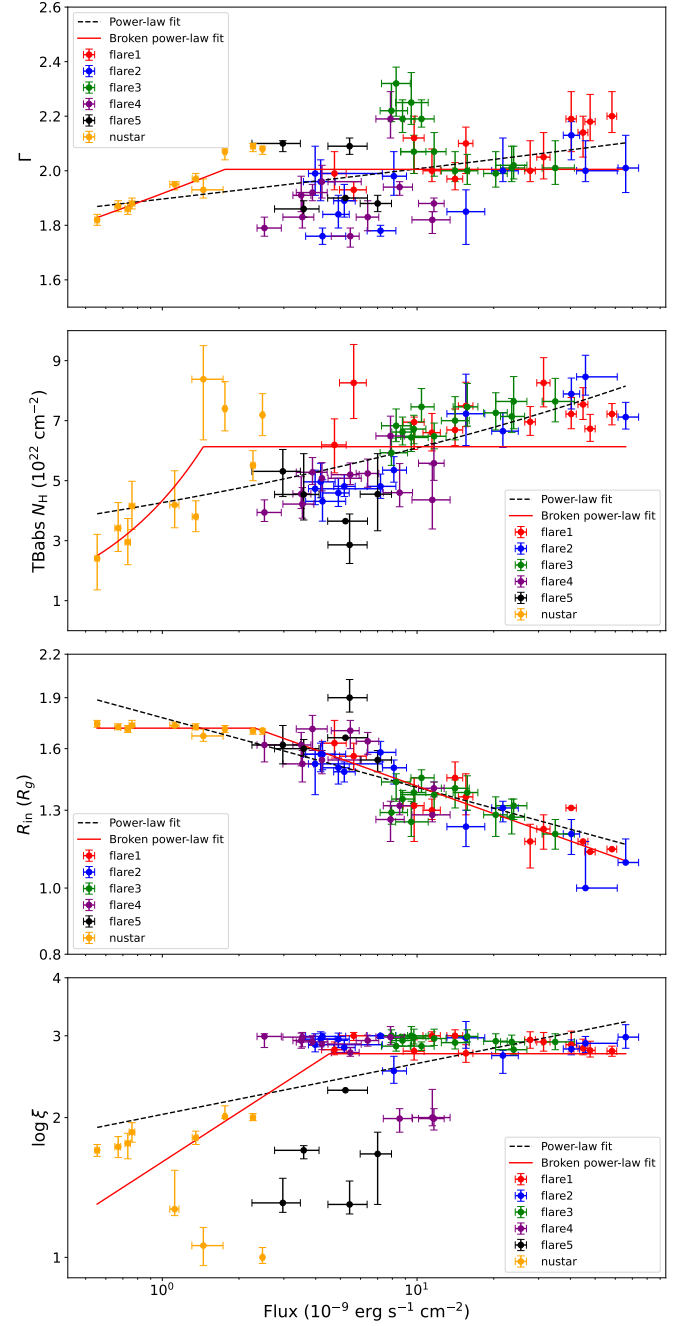 2.6
2.4
2.2
2.0
1.8
1.6
Γ
Power-law fit
Broken power-law fit
flare1
flare2
flare3
flare4
flare5
nustar
9
7
5
3
1
TBabs N_H (10^22 cm^−2)
Power-law fit
Broken power-law fit
flare1
flare2
flare3
flare4
flare5
nustar
2.2
1.9
1.6
1.3
1.0
0.8
R_in (R_g)
Power-law fit
Broken power-law fit
flare1
flare2
flare3
flare4
flare5
nustar
4
3
2
1
log ξ
Power-law fit
Broken power-law fit
flare1
flare2
flare3
flare4
flare5
nustar
10^0
10^1
Flux (10^−9 erg s^−1 cm^−2)